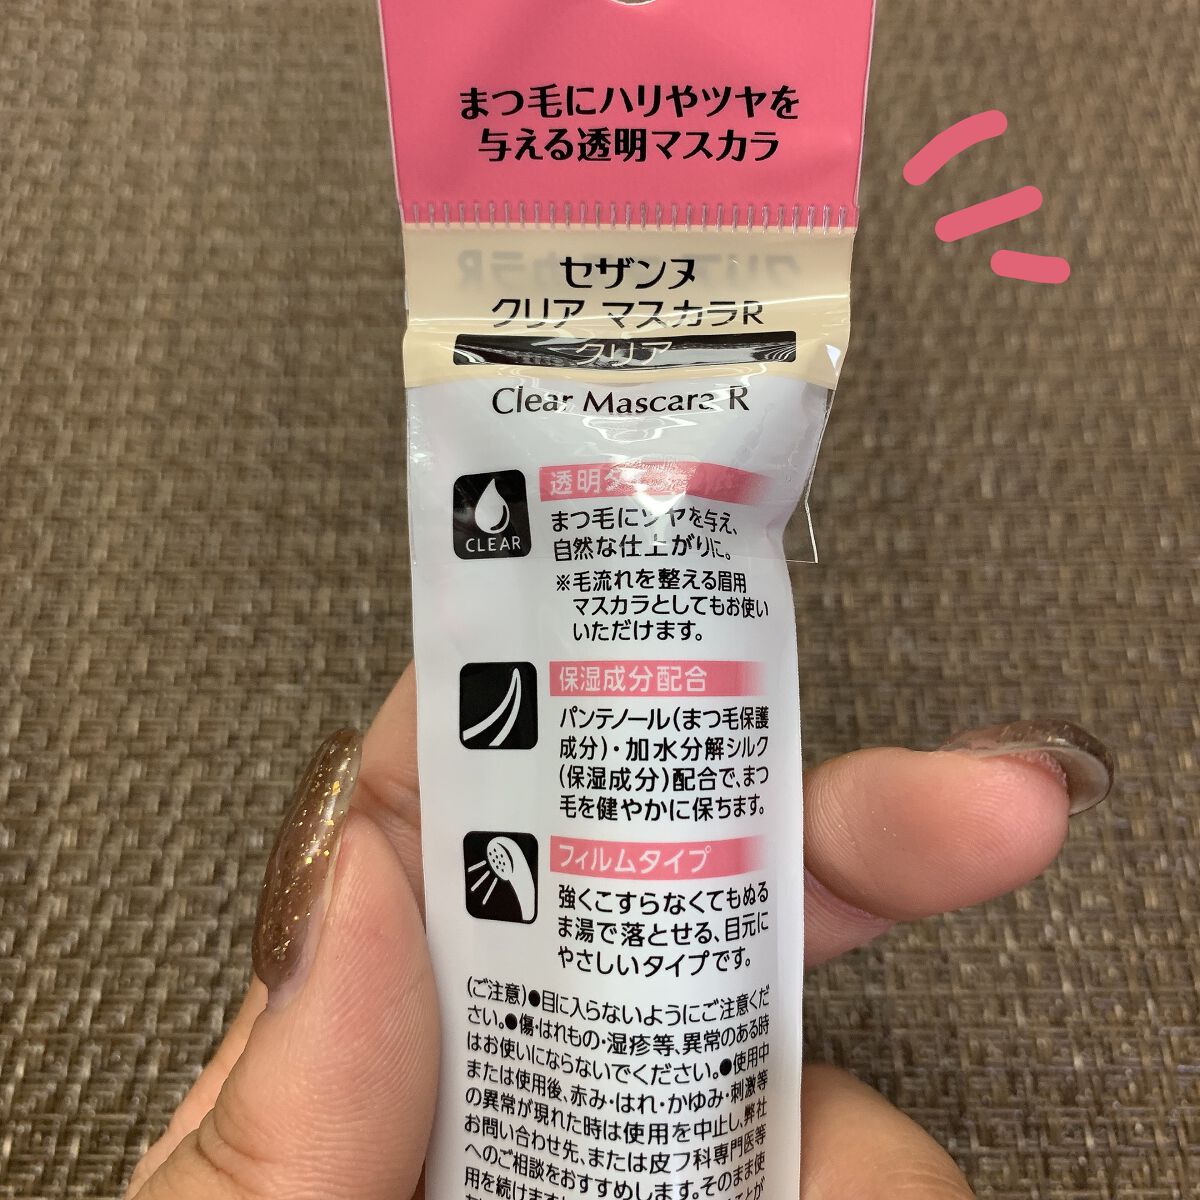 まつ毛にハリやツヤを
与える透明マスカラ
セザンヌ
クリア マスカラR
クリア
Clear Mascara R
CLEAR
透明
まつ毛にツヤを与え、
自然な仕上がりに。
※毛流れを整える眉用
マスカラとしてもお使い
いただけます。
保湿成分配合
パンテノール(まつ毛保護
成分)・加水分解シルク
(保湿成分)配合で、まつ
毛を健やかに保ちます。
フィルムタイプ
強くこすらなくてもぬる
ま湯で落とせる、目元に
やさしいタイプです。
(ご注意)●目に入らないようにご注意くだ
さい。●傷・はれもの・湿疹等、異常のある時
はお使いにならないでください。●使用中
または使用後、赤み・はれ・かゆみ・刺激等
の異常が現れた時は使用を中止し、弊社
お問い合わせ先、または皮フ科専門医等
へのご相談をおすすめします。そのまま使
用を続けます